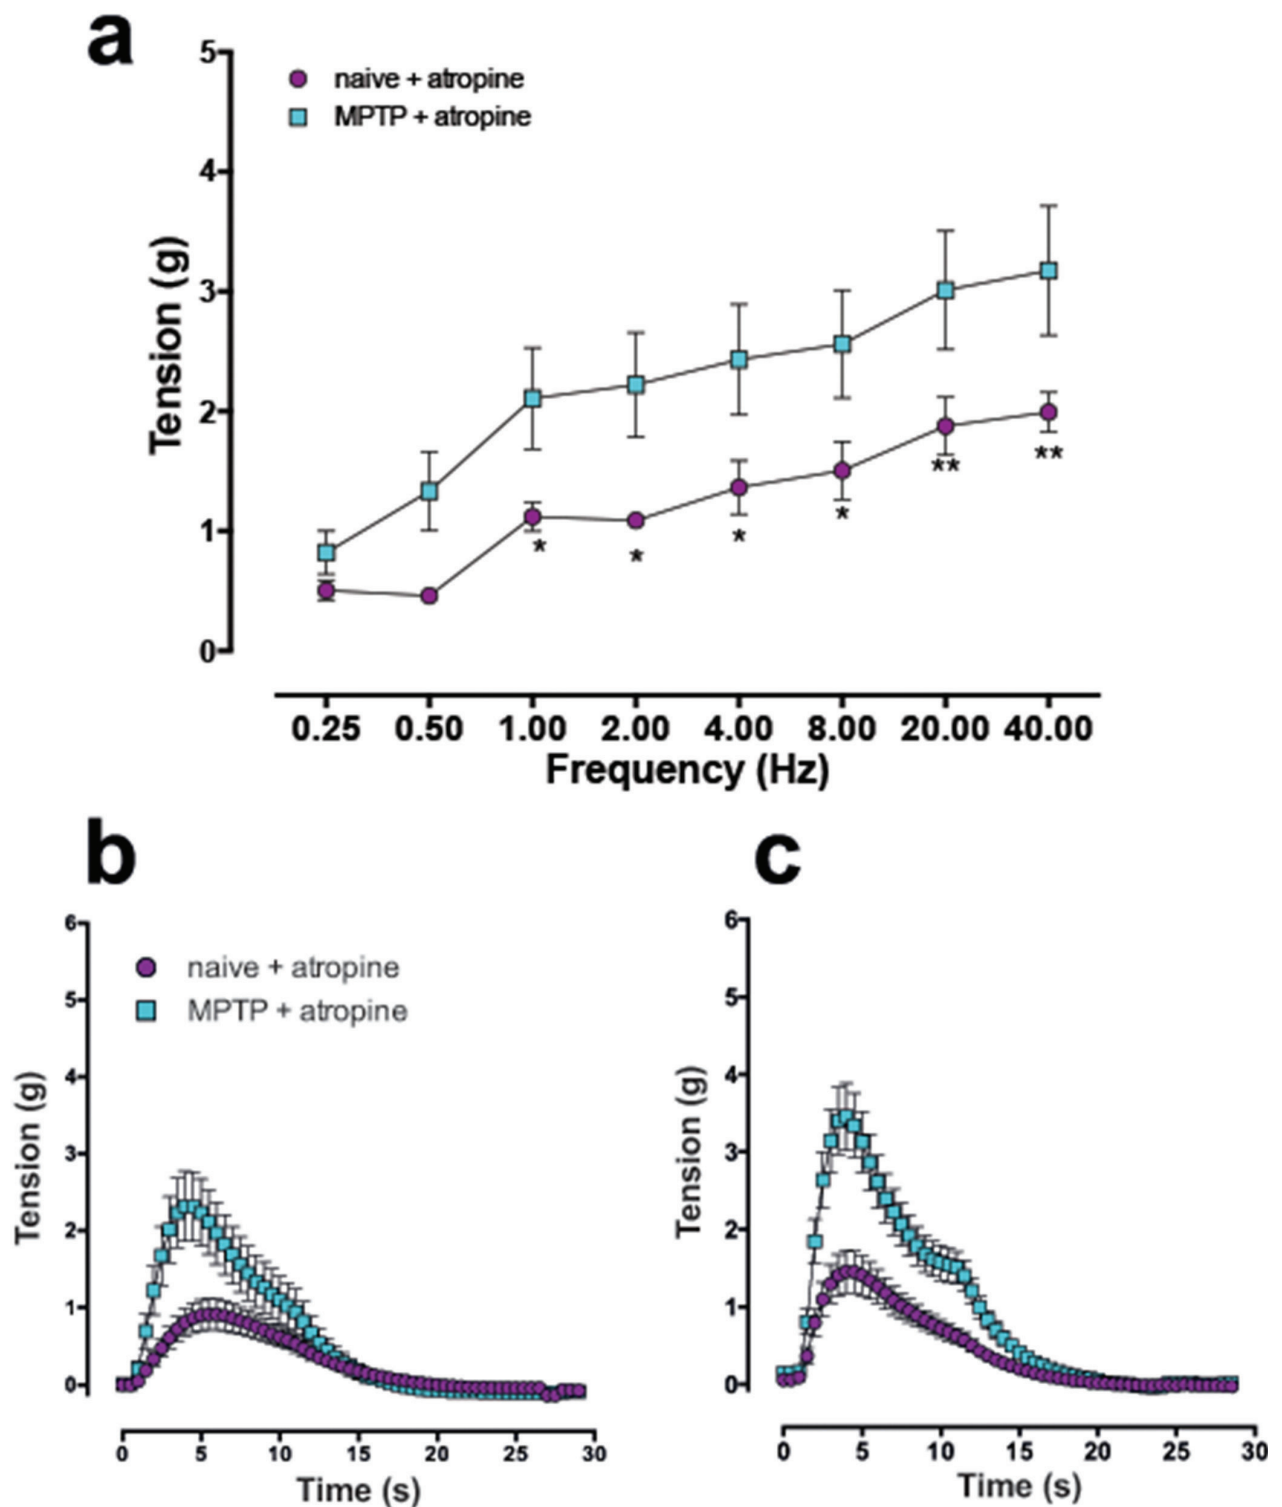 a
5
naive + atropine
MPTP + atropine
4
3
2
1
0
Tension (g)
* * * * ** **
0.25 0.50 1.00 2.00 4.00 8.00 20.00 40.00
Frequency (Hz)
b
6
naive + atropine
5
MPTP + atropine
4
3
2
1
0
Tension (g)
0 5 10 15 20 25 30
Time (s)
c
6
5
4
3
2
1
0
Tension (g)
0 5 10 15 20 25 30
Time (s)